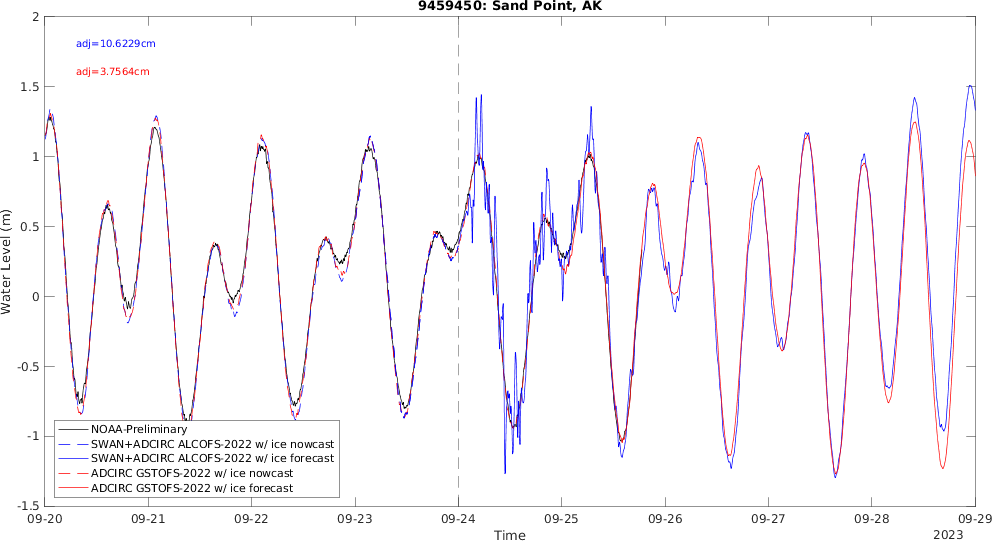 9459450: Sand Point, AK
adj=10.6229cm
adj=3.7564cm
Water Level (m)
2
1.5
1
0.5
0
-0.5
-1
-1.5
NOAA-Preliminary
SWAN+ADCIRC ALCOFS-2022 w/ ice nowcast
SWAN+ADCIRC ALCOFS-2022 w/ ice forecast
ADCIRC GSTOFS-2022 w/ ice nowcast
ADCIRC GSTOFS-2022 w/ ice forecast
09-20 09-21 09-22 09-23 09-24 09-25 09-26 09-27 09-28 09-29
Time
2023